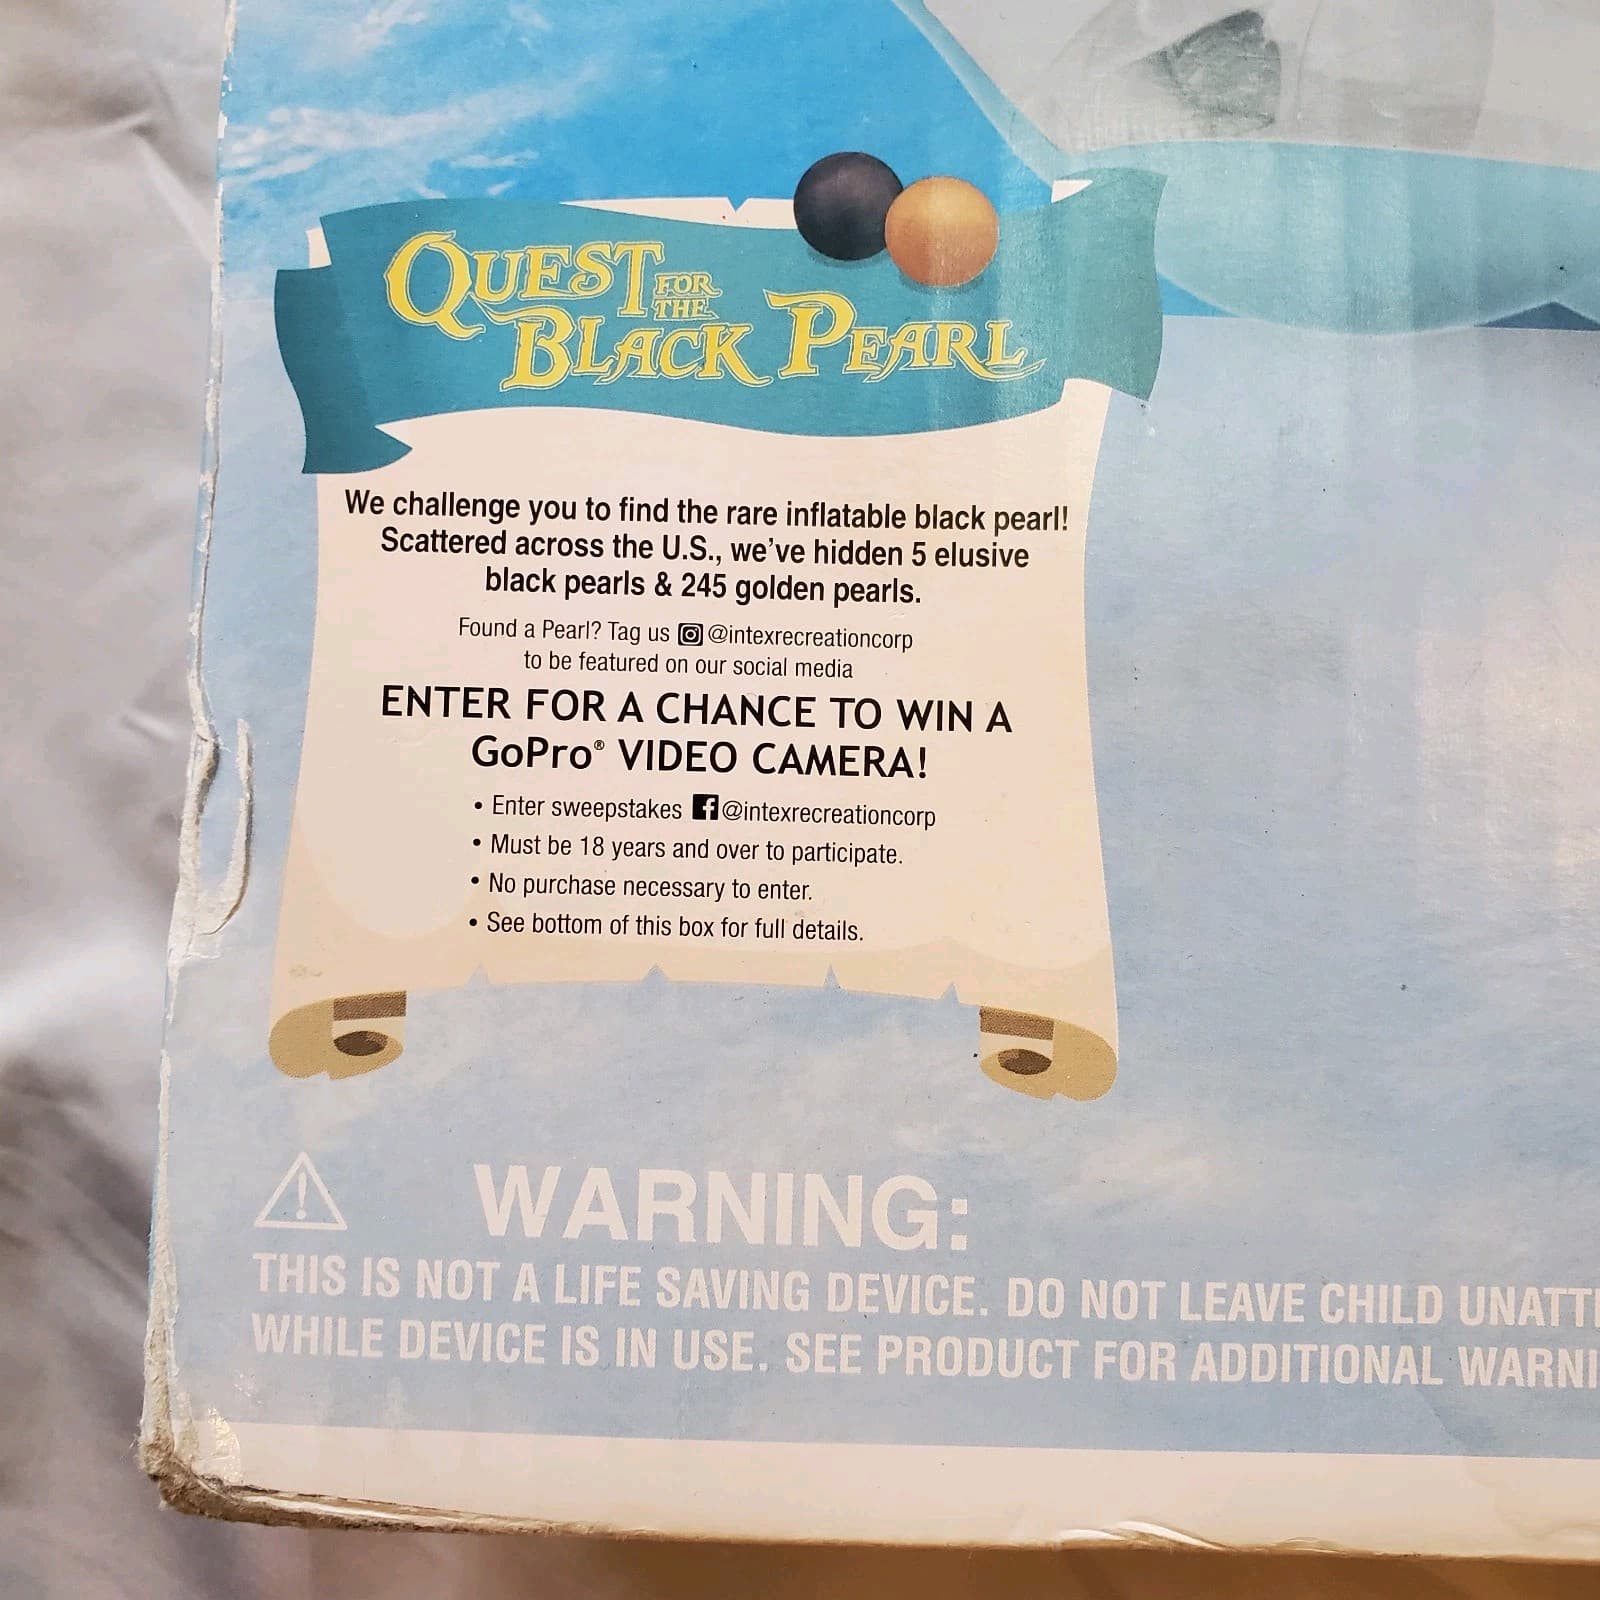 QUEST FOR THE
BLACK PEARL
We challenge you to find the rare inflatable black pearl!
Scattered across the U.S., we've hidden 5 elusive
black pearls & 245 golden pearls.
Found a Pearl? Tag us @intexrecreationcorp
to be featured on our social media
ENTER FOR A CHANCE TO WIN A
GoPro® VIDEO CAMERA!
• Enter sweepstakes @intexrecreationcorp
• Must be 18 years and over to participate.
• No purchase necessary to enter.
• See bottom of this box for full details.
WARNING:
THIS IS NOT A LIFE SAVING DEVICE. DO NOT LEAVE CHILD UNATT
WHILE DEVICE IS IN USE. SEE PRODUCT FOR ADDITIONAL WARNI